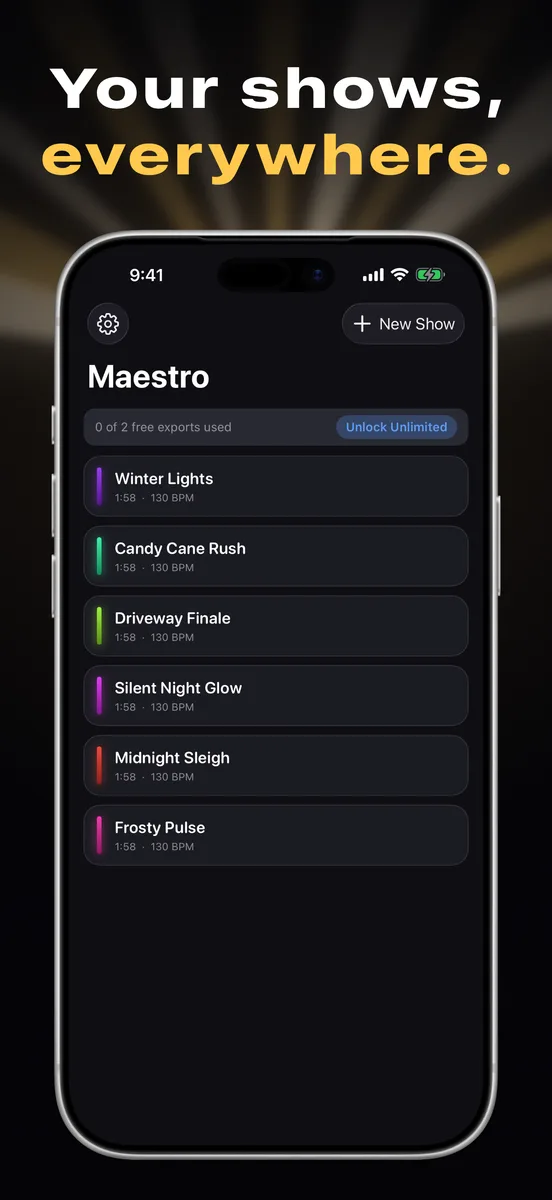 Your shows,
everywhere.
9:41
+ New Show
Maestro
0 of 2 free exports used
Unlock Unlimited
Winter Lights
1:58 · 130 BPM
Candy Cane Rush
1:58 · 130 BPM
Driveway Finale
1:58 · 130 BPM
Silent Night Glow
1:58 · 130 BPM
Midnight Sleigh
1:58 · 130 BPM
Frosty Pulse
1:58 · 130 BPM